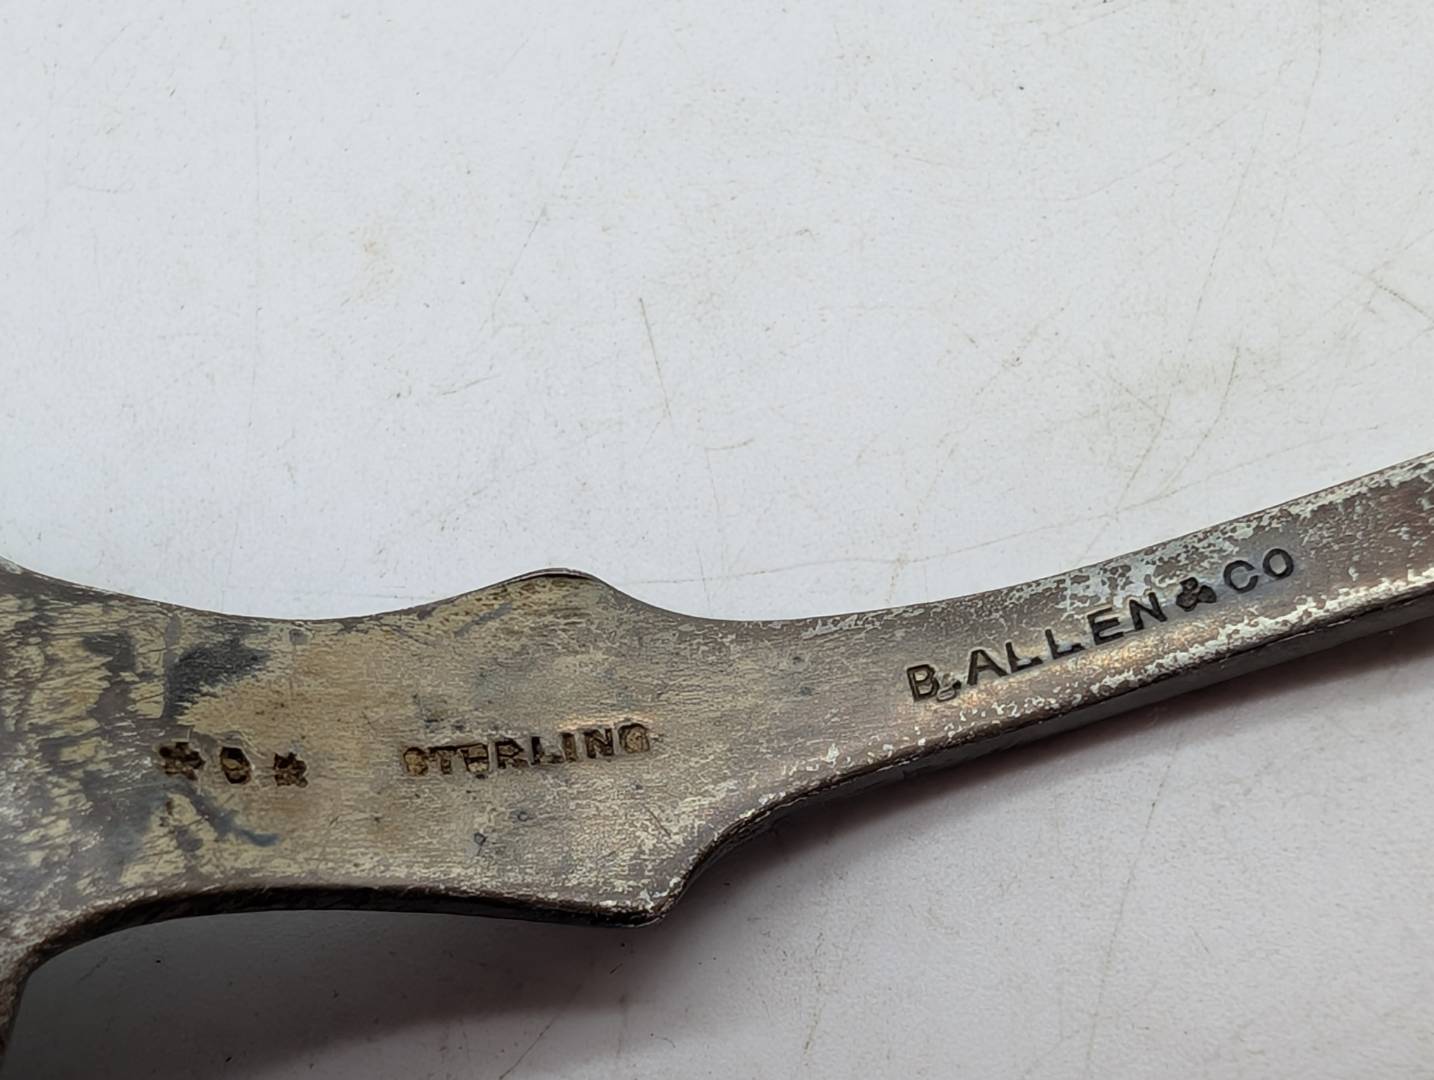 STERLING
B. ALLEN & CO